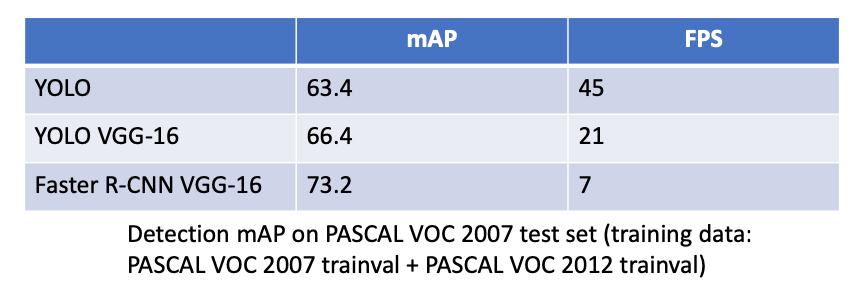 mAP FPS
YOLO 63.4 45
YOLO VGG-16 66.4 21
Faster R-CNN VGG-16 73.2 7
Detection mAP on PASCAL VOC 2007 test set (training data:
PASCAL VOC 2007 trainval + PASCAL VOC 2012 trainval)